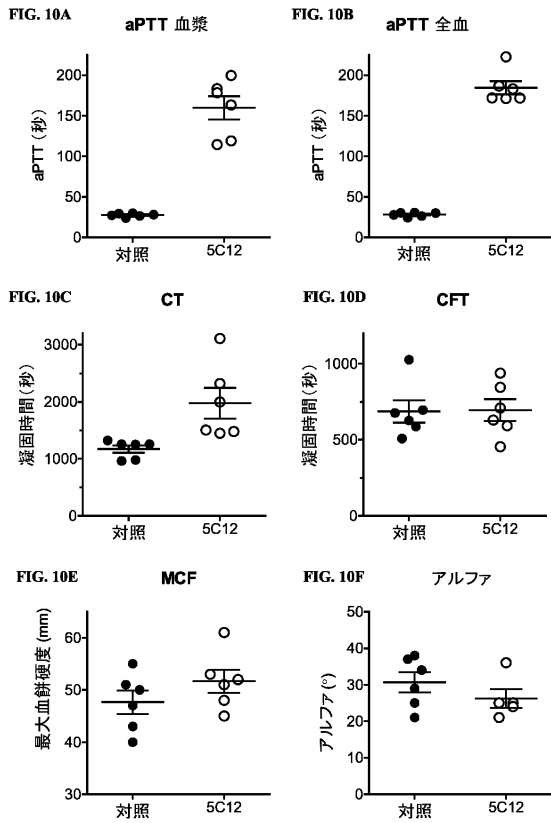 FIG. 10A
aPTT 血漿
aPTT (秒)
200
150
100
50
0
対照
5C12
FIG. 10B
aPTT 全血
aPTT (秒)
200
150
100
50
0
対照
5C12
FIG. 10C
CT
凝固時間(秒)
3000
2000
1000
0
対照
5C12
FIG. 10D
CFT
凝固時間(秒)
1000
500
0
対照
5C12
FIG. 10E
MCF
最大血餅硬度 (mm)
60
50
40
30
対照
5C12
FIG. 10F
アルファ
アルファ (°)
50
40
30
20
10
0
対照
5C12